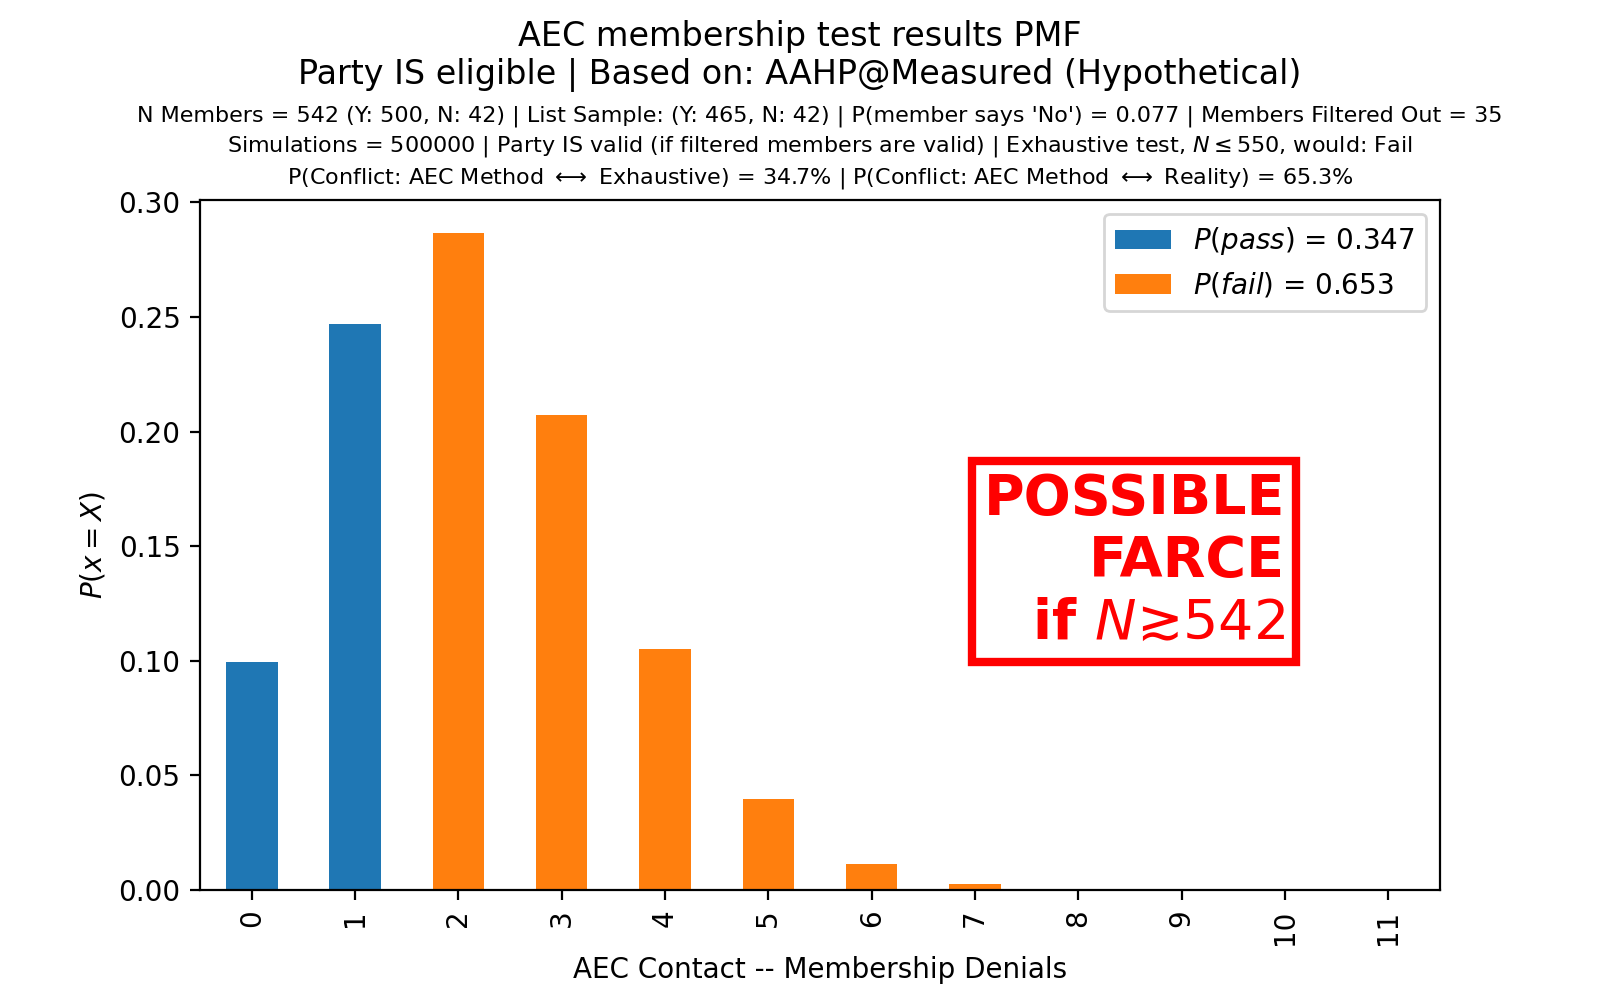 AEC membership test results PMF
Party IS eligible | Based on: AAHP@Measured (Hypothetical)
N Members = 542 (Y: 500, N: 42) | List Sample: (Y: 465, N: 42) | P(member says 'No') = 0.077 | Members Filtered Out = 35
Simulations = 500000 | Party IS valid (if filtered members are valid) | Exhaustive test, N ≤ 550, would: Fail
P(Conflict: AEC Method ⟷ Exhaustive) = 34.7% | P(Conflict: AEC Method ⟷ Reality) = 65.3%
P(pass) = 0.347
P(fail) = 0.653
0.30
0.25
0.20
0.15
0.10
0.05
0.00
P(x = X)
POSSIBLE
FARCE
if N≳542
0 1 2 3 4 5 6 7 8 9 10 11
AEC Contact -- Membership Denials